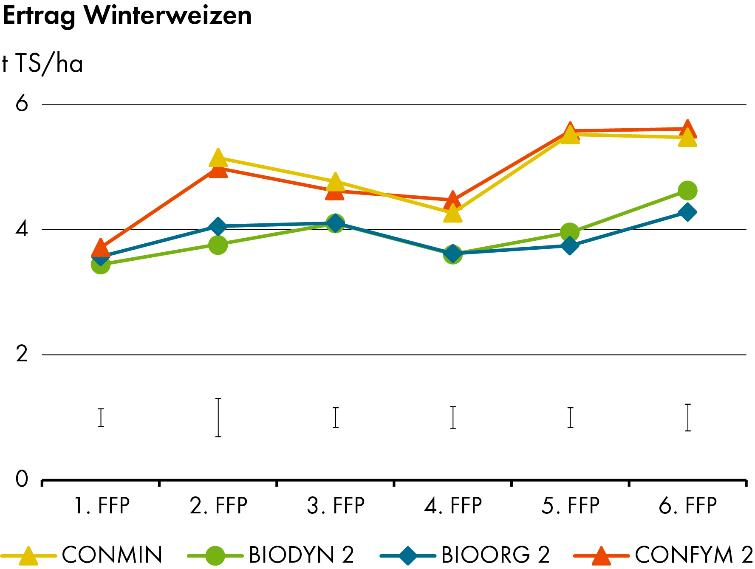 Ertrag Winterweizen
t TS/ha
6
4
2
0
1. FFP 2. FFP 3. FFP 4. FFP 5. FFP 6. FFP
CONMIN BIODYN 2 BIOORG 2 CONFYM 2